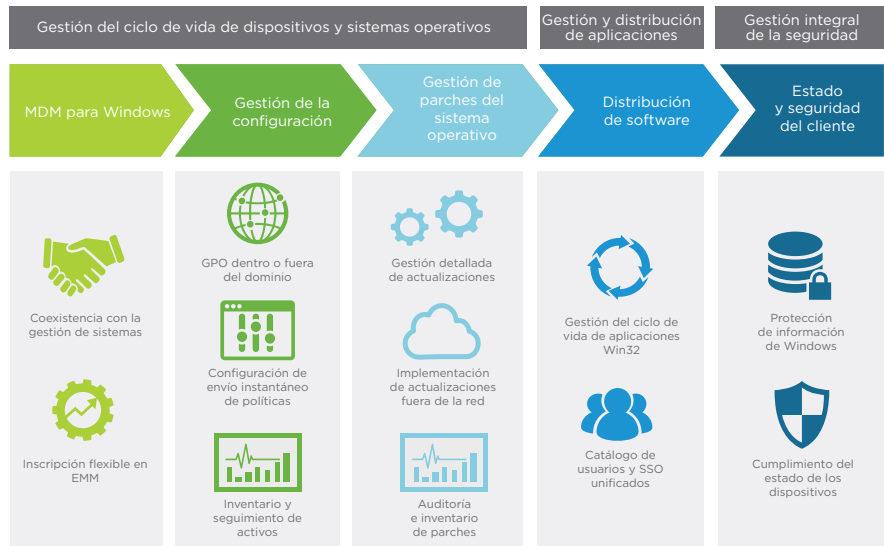 Gestión del ciclo de vida de dispositivos y sistemas operativos
Gestión y distribución
de aplicaciones
Gestión integral
de la seguridad
MDM para Windows
Gestión de la
configuración
Gestión de
parches del
sistema
operativo
Distribución
de software
Estado
y seguridad
del cliente
Coexistencia con la
gestión de sistemas
Inscripción flexible en
EMM
GPO dentro o fuera
del dominio
Configuración de
envío instantáneo
de políticas
Inventario y
seguimiento de
activos
Gestión detallada
de actualizaciones
Implementación
de actualizaciones
fuera de la red
Auditoría
e inventario
de parches
Gestión del ciclo de
vida de aplicaciones
Win32
Catálogo de
usuarios y SSO
unificados
Protección
de información
de Windows
Cumplimiento del
estado de los
dispositivos